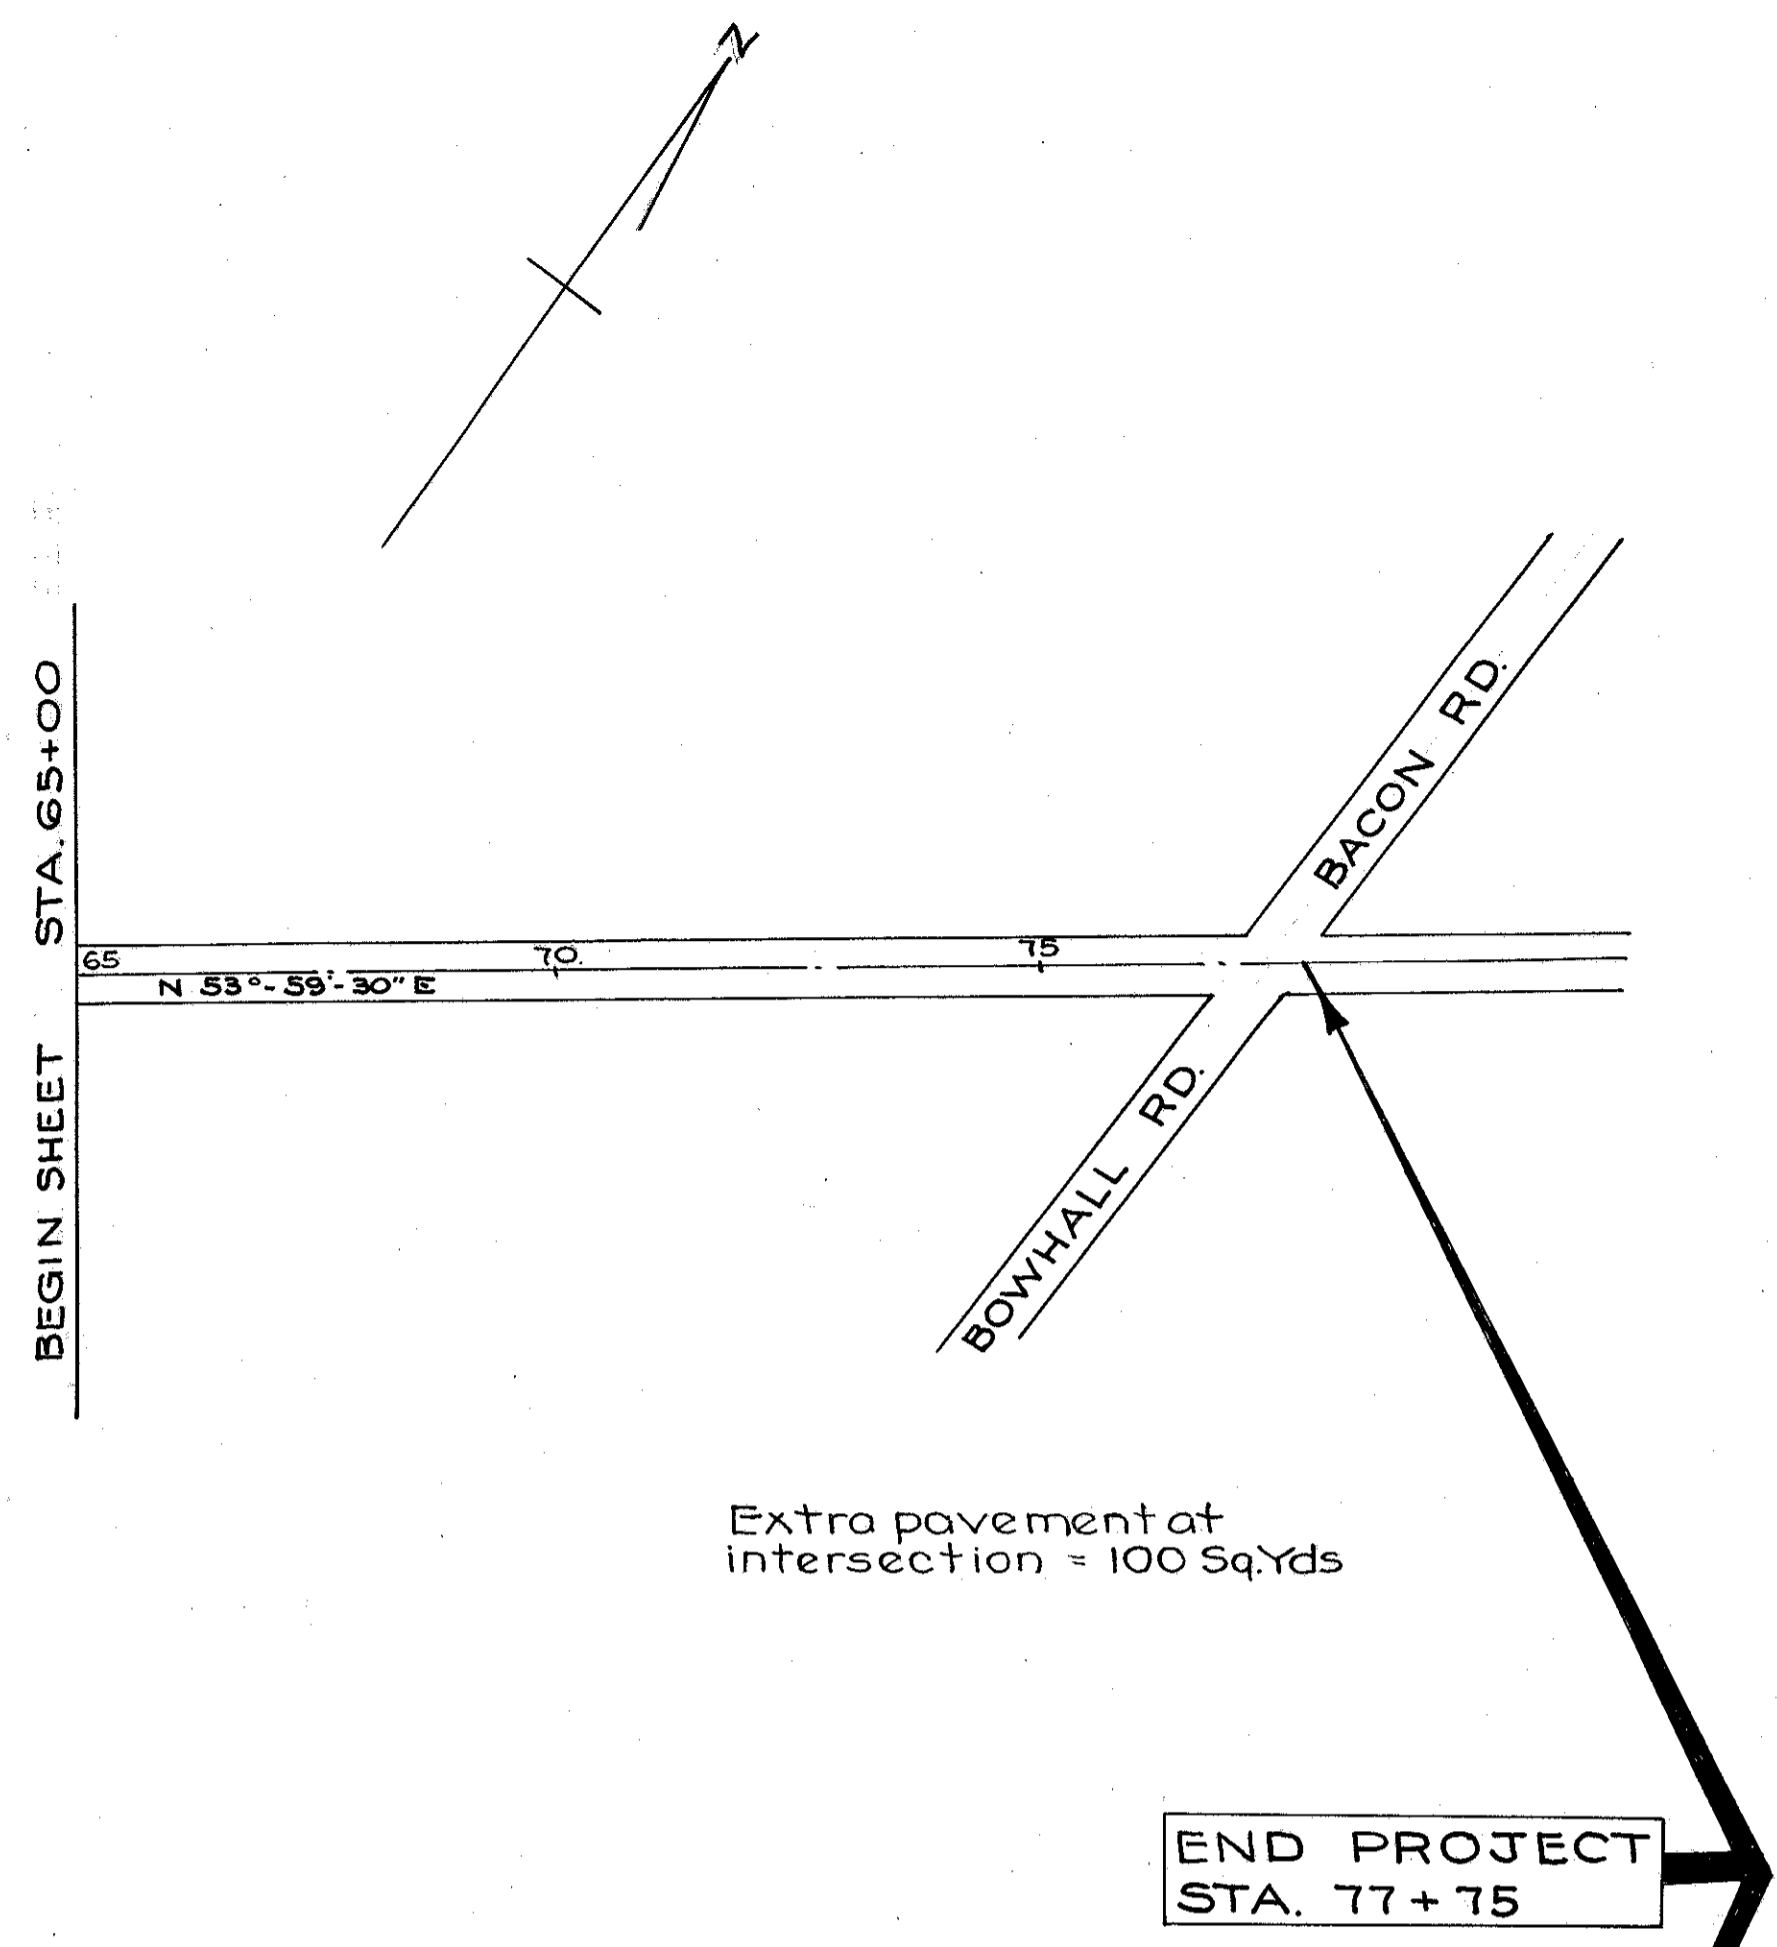 N
BEGIN SHEET STA. 65+00
BACON RD.
65 70 75
N 53°-59'-30" E
BOWHALL RD.
Extra pavement at
intersection = 100 Sq.Yds
END PROJECT
STA. 77+75